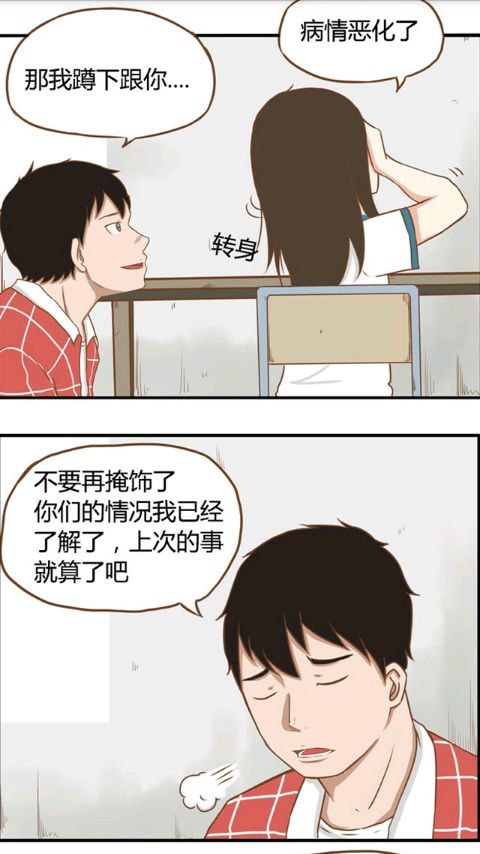 那我蹲下跟你....
病情恶化了
转身
不要再掩饰了
你们的情况我已经
了解了，上次的事
就算了吧